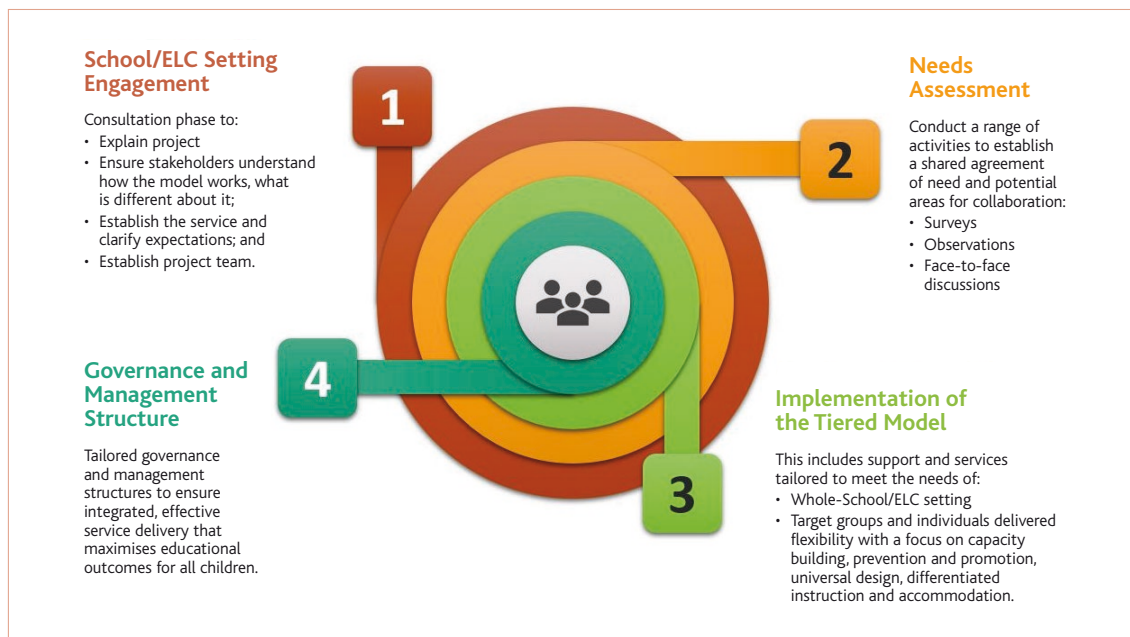 School/ELC Setting
Engagement
Consultation phase to:
• Explain project
• Ensure stakeholders understand
how the model works, what
is different about it;
• Establish the service and
clarify expectations; and
• Establish project team.
1
Needs
Assessment
Conduct a range of
activities to establish
a shared agreement
of need and potential
areas for collaboration:
• Surveys
• Observations
• Face-to-face
discussions
2
Implementation of
the Tiered Model
This includes support and services
tailored to meet the needs of:
• Whole-School/ELC setting
• Target groups and individuals delivered
flexibility with a focus on capacity
building, prevention and promotion,
universal design, differentiated
instruction and accommodation.
3
Governance and
Management
Structure
Tailored governance
and management
structures to ensure
integrated, effective
service delivery that
maximises educational
outcomes for all children.
4